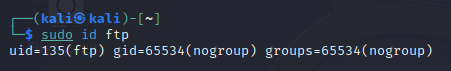 ┌──(kali㉿kali)-[~]
└─$ sudo id ftp
uid=135(ftp) gid=65534(nogroup) groups=65534(nogroup)